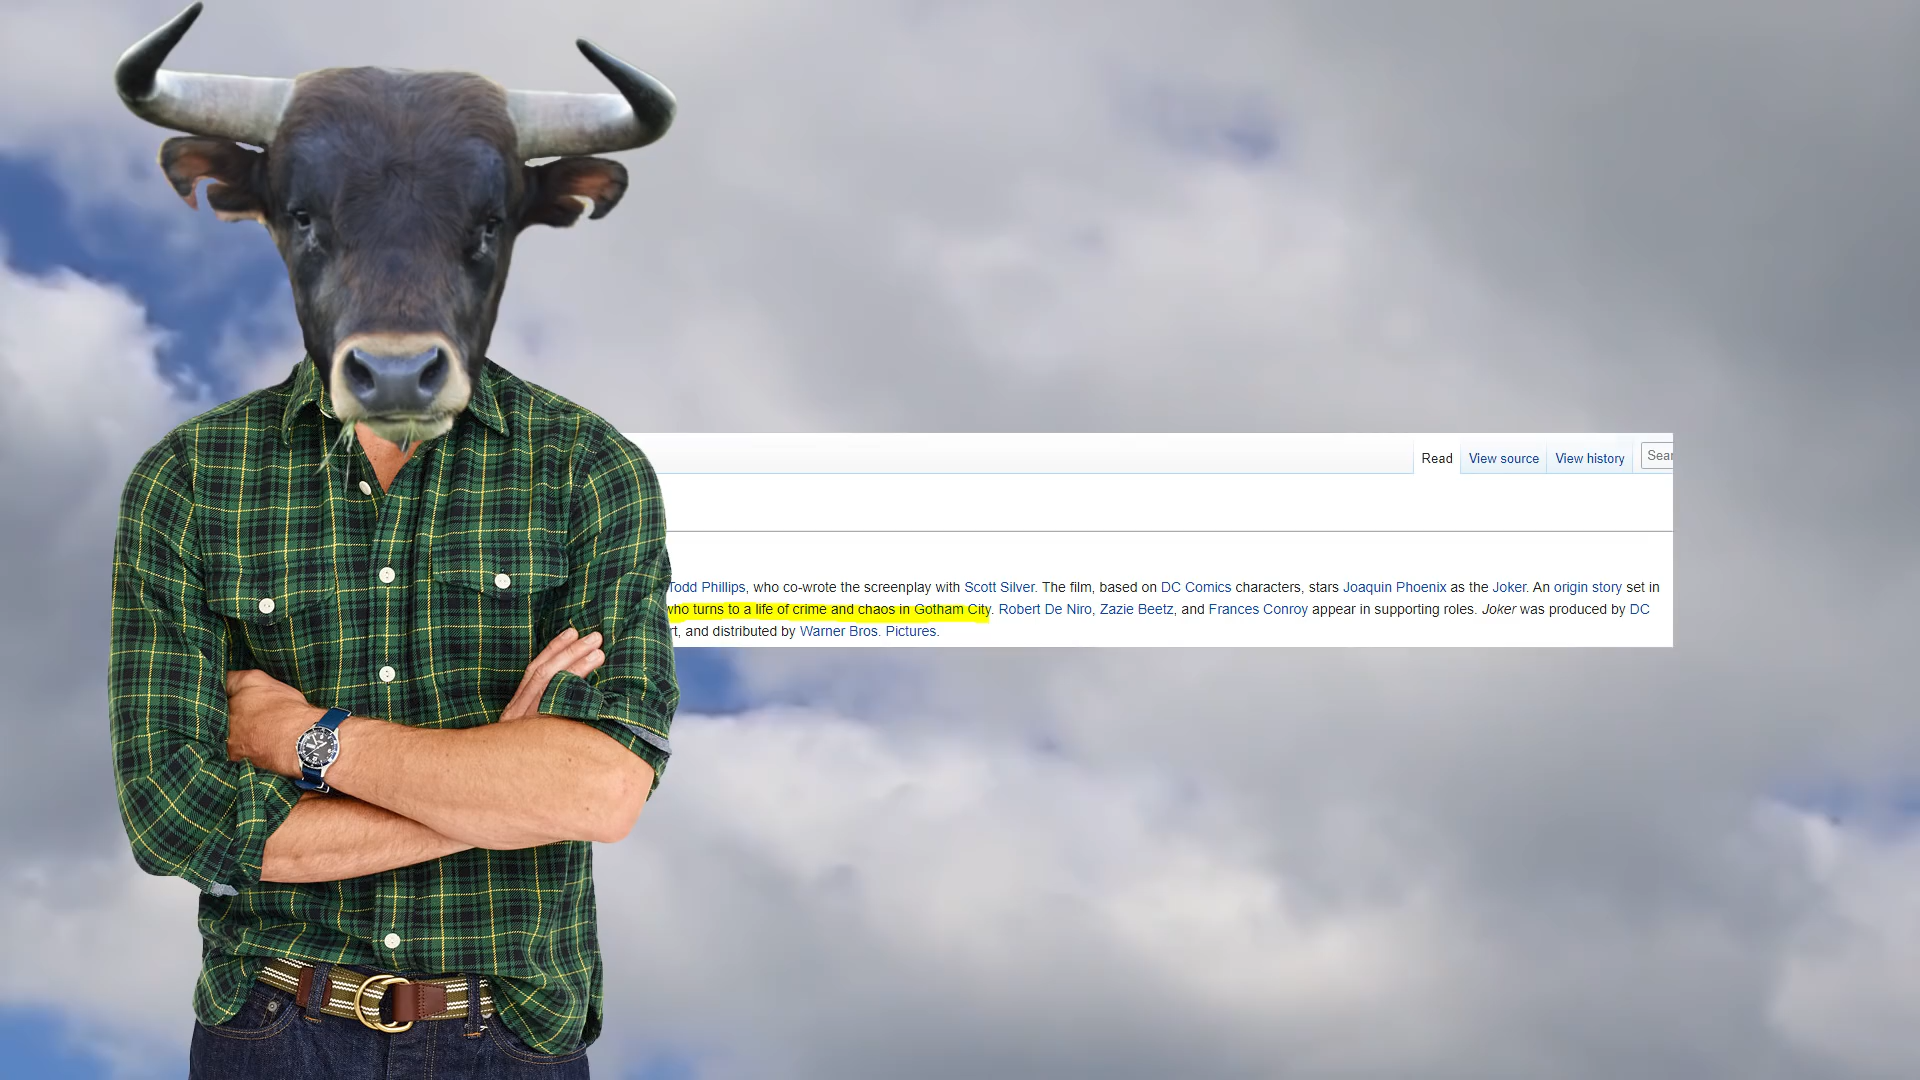 Read View source View history
Todd Phillips, who co-wrote the screenplay with Scott Silver. The film, based on DC Comics characters, stars Joaquin Phoenix as the Joker. An origin story set in
who turns to a life of crime and chaos in Gotham City. Robert De Niro, Zazie Beetz, and Frances Conroy appear in supporting roles. Joker was produced by DC
and distributed by Warner Bros. Pictures.